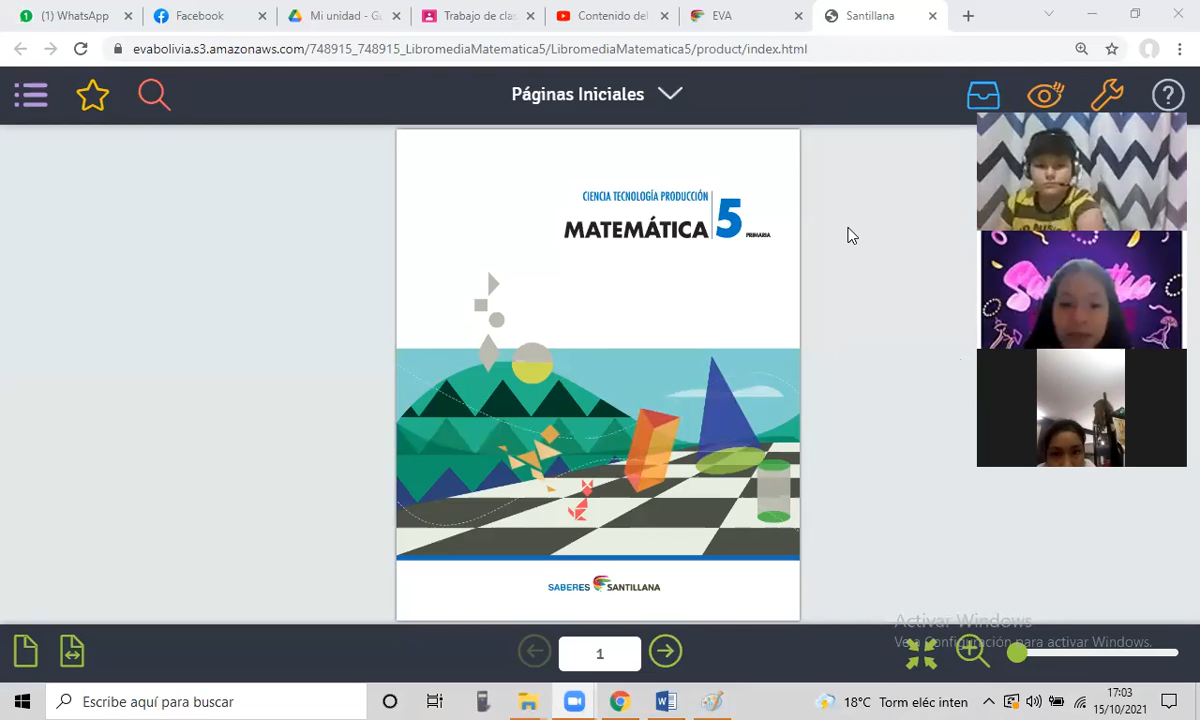 (1) WhatsApp
Facebook
Mi unidad - G
Trabajo de clas
Contenido del
EVA
Santillana
evabolivia.s3.amazonaws.com/748915_748915_LibromediaMatematica5/LibromediaMatematica5/product/index.html
Páginas Iniciales
CIENCIA TECNOLOGÍA PRODUCCIÓN
MATEMÁTICA 5
PRIMARIA
SABERES SANTILLANA
Activar Windows
Ve a Configuración para activar Windows.
1
Escribe aquí para buscar
18°C Torm eléc inten
17:03
15/10/2021